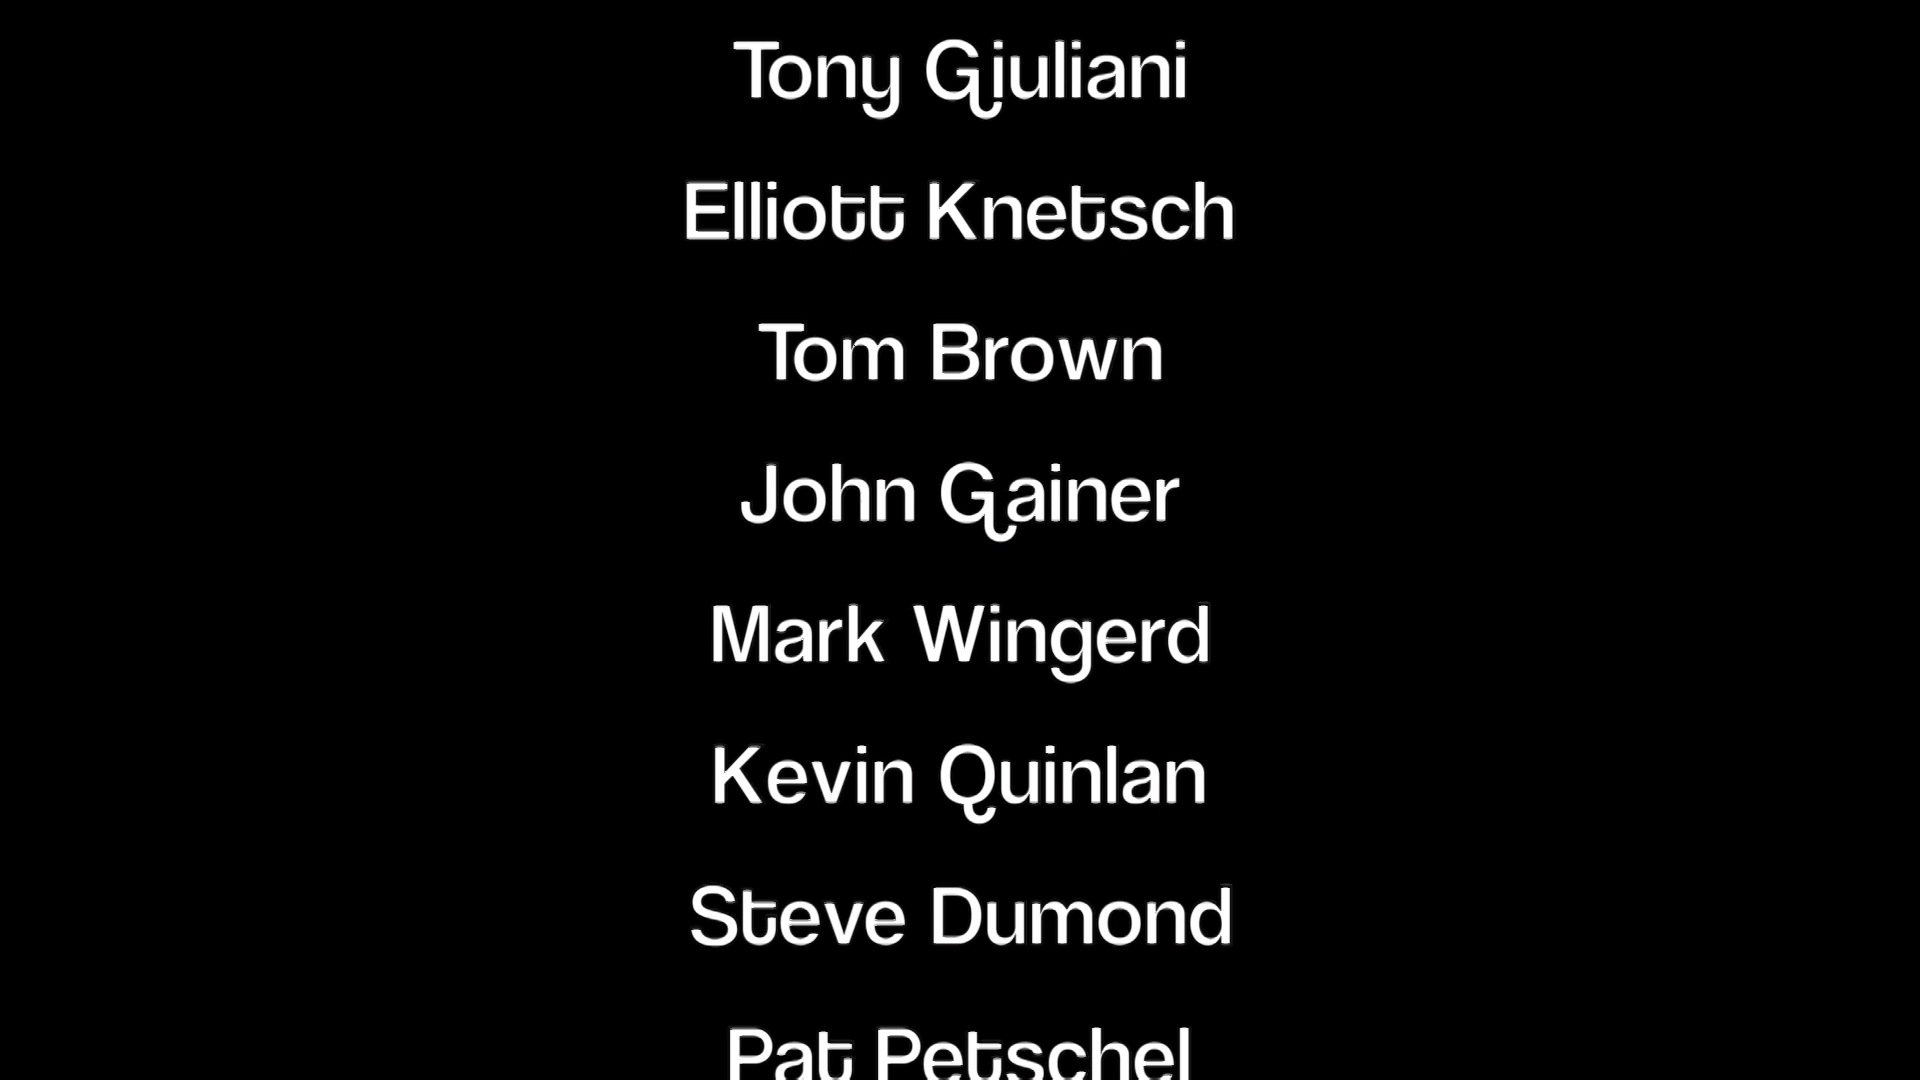 Tony Giuliani
Elliott Knetsch
Tom Brown
John Gainer
Mark Wingerd
Kevin Quinlan
Steve Dumond
Pat Petschel